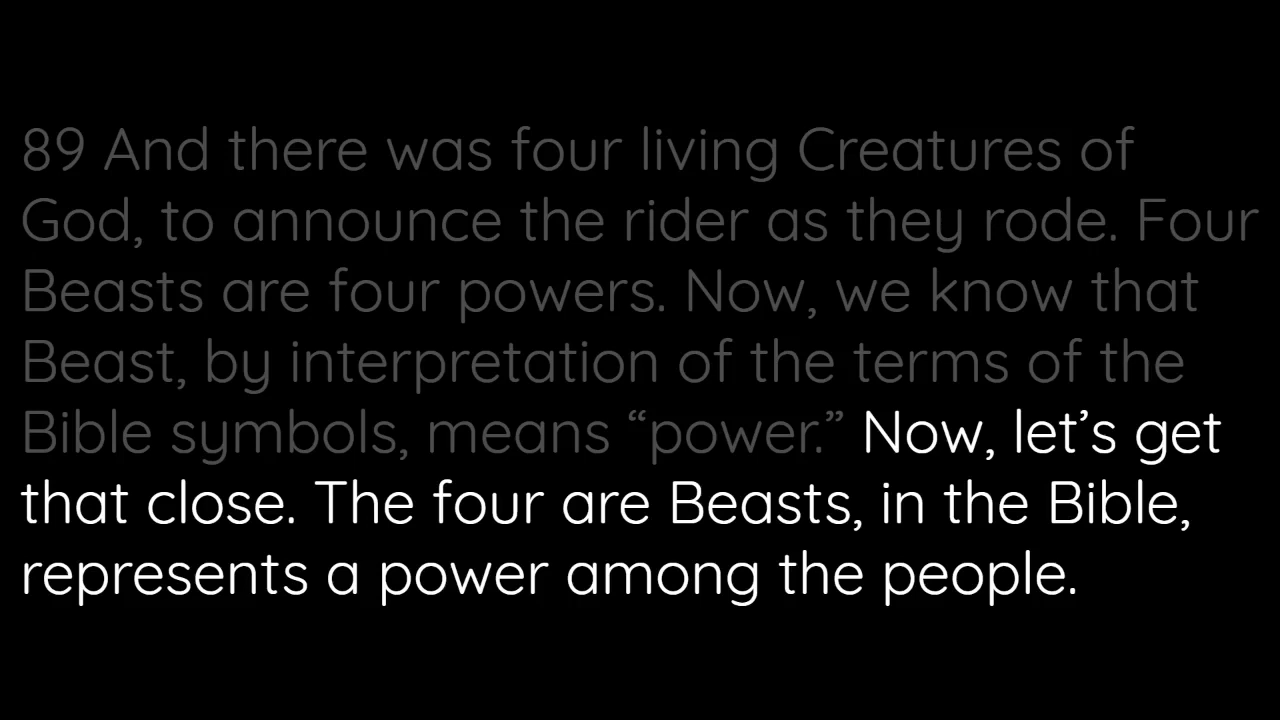 89 And there was four living Creatures of
God, to announce the rider as they rode. Four
Beasts are four powers. Now, we know that
Beast, by interpretation of the terms of the
Bible symbols, means “power.” Now, let’s get
that close. The four are Beasts, in the Bible,
represents a power among the people.